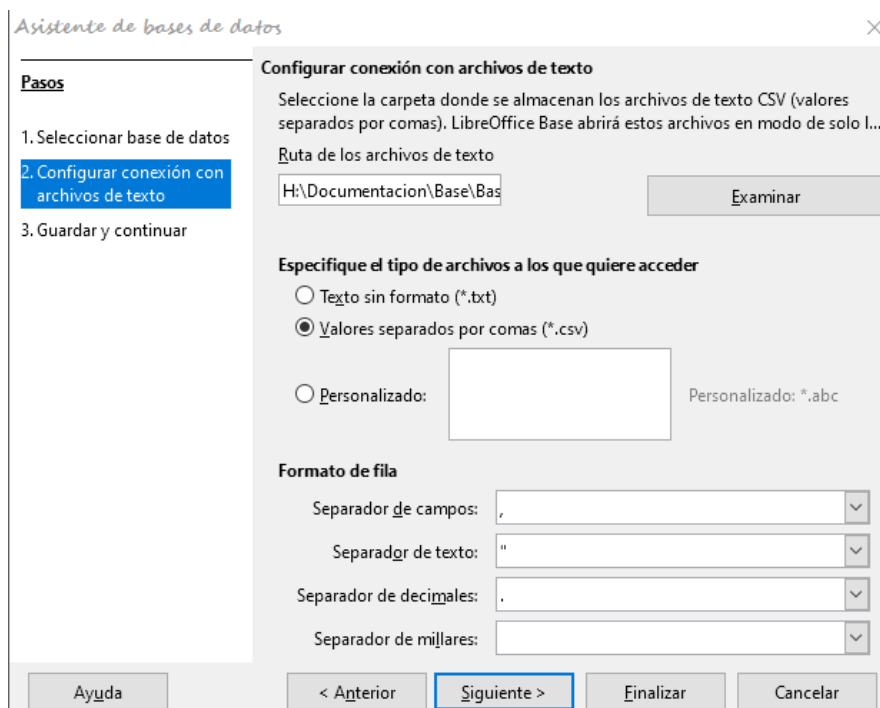 Asistente de bases de datos
Pasos
1. Seleccionar base de datos
2. Configurar conexión con
archivos de texto
3. Guardar y continuar
Configurar conexión con archivos de texto
Seleccione la carpeta donde se almacenan los archivos de texto CSV (valores
separados por comas). LibreOffice Base abrirá estos archivos en modo de solo l...
Ruta de los archivos de texto
H:\Documentacion\Base\Bas
Examinar
Especifique el tipo de archivos a los que quiere acceder
Texto sin formato (*.txt)
Valores separados por comas (*.csv)
Personalizado:
Personalizado: *.abc
Formato de fila
Separador de campos: ,
Separador de texto: "
Separador de decimales: .
Separador de millares:
Ayuda
< Anterior
Siguiente >
Finalizar
Cancelar